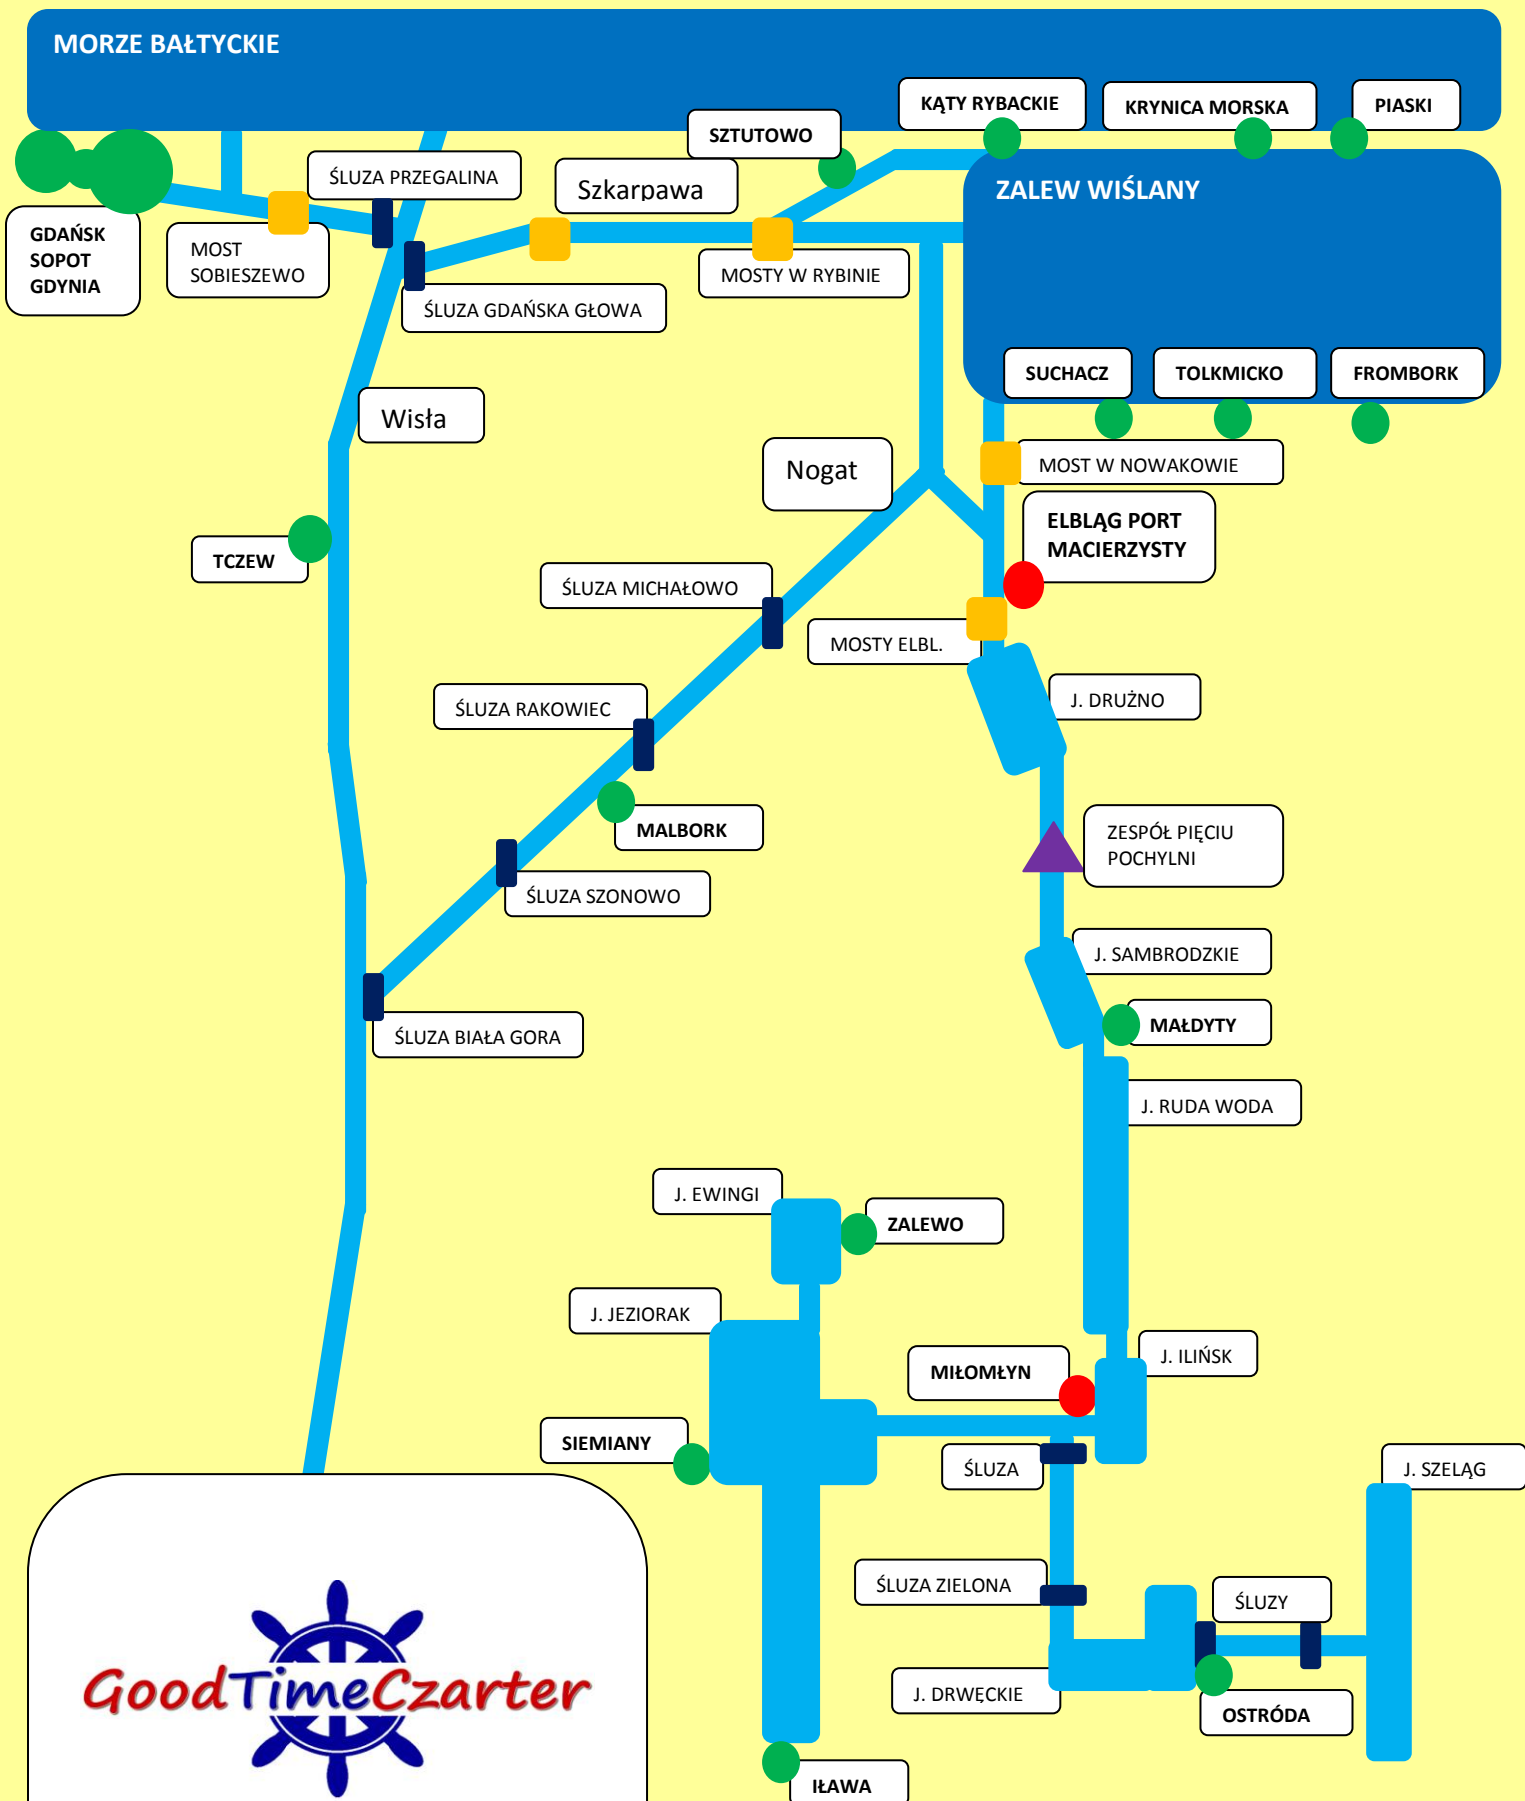 MORZE BAŁTYCKIE
KĄTY RYBACKIE
KRYNICA MORSKA
PIASKI
SZTUTOWO
ŚLUZA PRZEGALINA
Szkarpawa
ZALEW WIŚLANY
GDAŃSK
SOPOT
GDYNIA
MOST
SOBIESZEWO
MOSTY W RYBINIE
ŚLUZA GDAŃSKA GŁOWA
SUCHACZ
TOLKMICKO
FROMBORK
Wisła
Nogat
MOST W NOWAKOWIE
ELBLĄG PORT
MACIERZYSTY
TCZEW
ŚLUZA MICHAŁOWO
MOSTY ELBL.
ŚLUZA RAKOWIEC
J. DRUŻNO
MALBORK
ZESPÓŁ PIĘCIU
POCHYLNI
ŚLUZA SZONOWO
J. SAMBRODZKIE
MAŁDYTY
ŚLUZA BIAŁA GORA
J. RUDA WODA
J. EWINGI
ZALEWO
J. JEZIORAK
J. ILIŃSK
MIŁOMŁYN
SIEMIANY
ŚLUZA
J. SZELĄG
ŚLUZA ZIELONA
ŚLUZY
J. DRWĘCKIE
OSTRÓDA
GoodTimeCzarter
IŁAWA